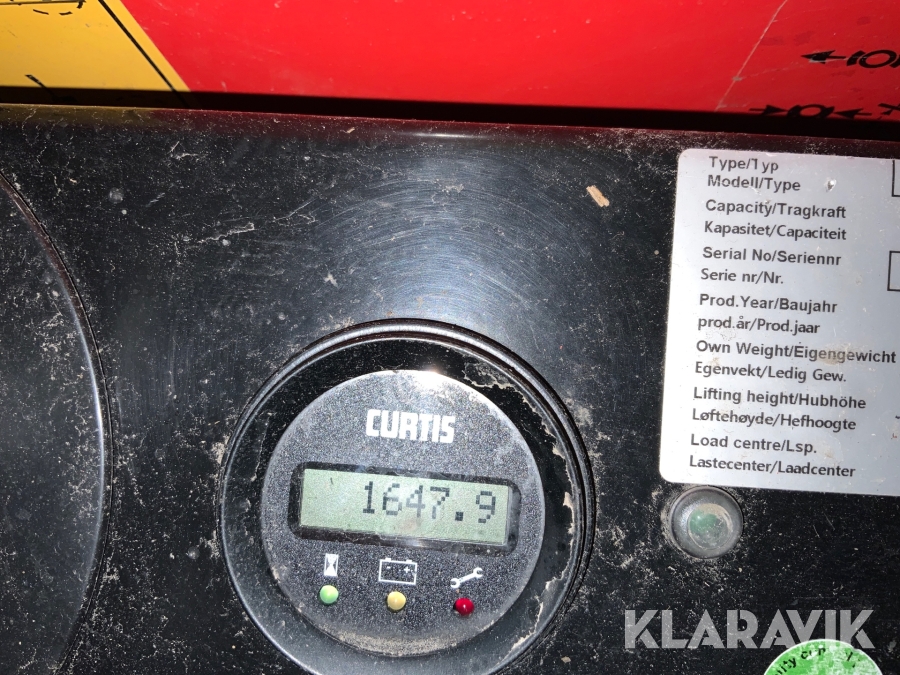 Type/Typ
Modell/Type
Capacity/Tragkraft
Kapasitet/Capaciteit
Serial No/Seriennr
Serie nr/Nr.
Prod.Year/Baujahr
prod.år/Prod.jaar
Own Weight/Eigengewicht
Egenvekt/Ledig Gew.
Lifting height/Hubhöhe
Løftehøyde/Hefhoogte
Load centre/Lsp.
Lastecenter/Laadcenter
CURTIS
1647.9
KLARAVIK